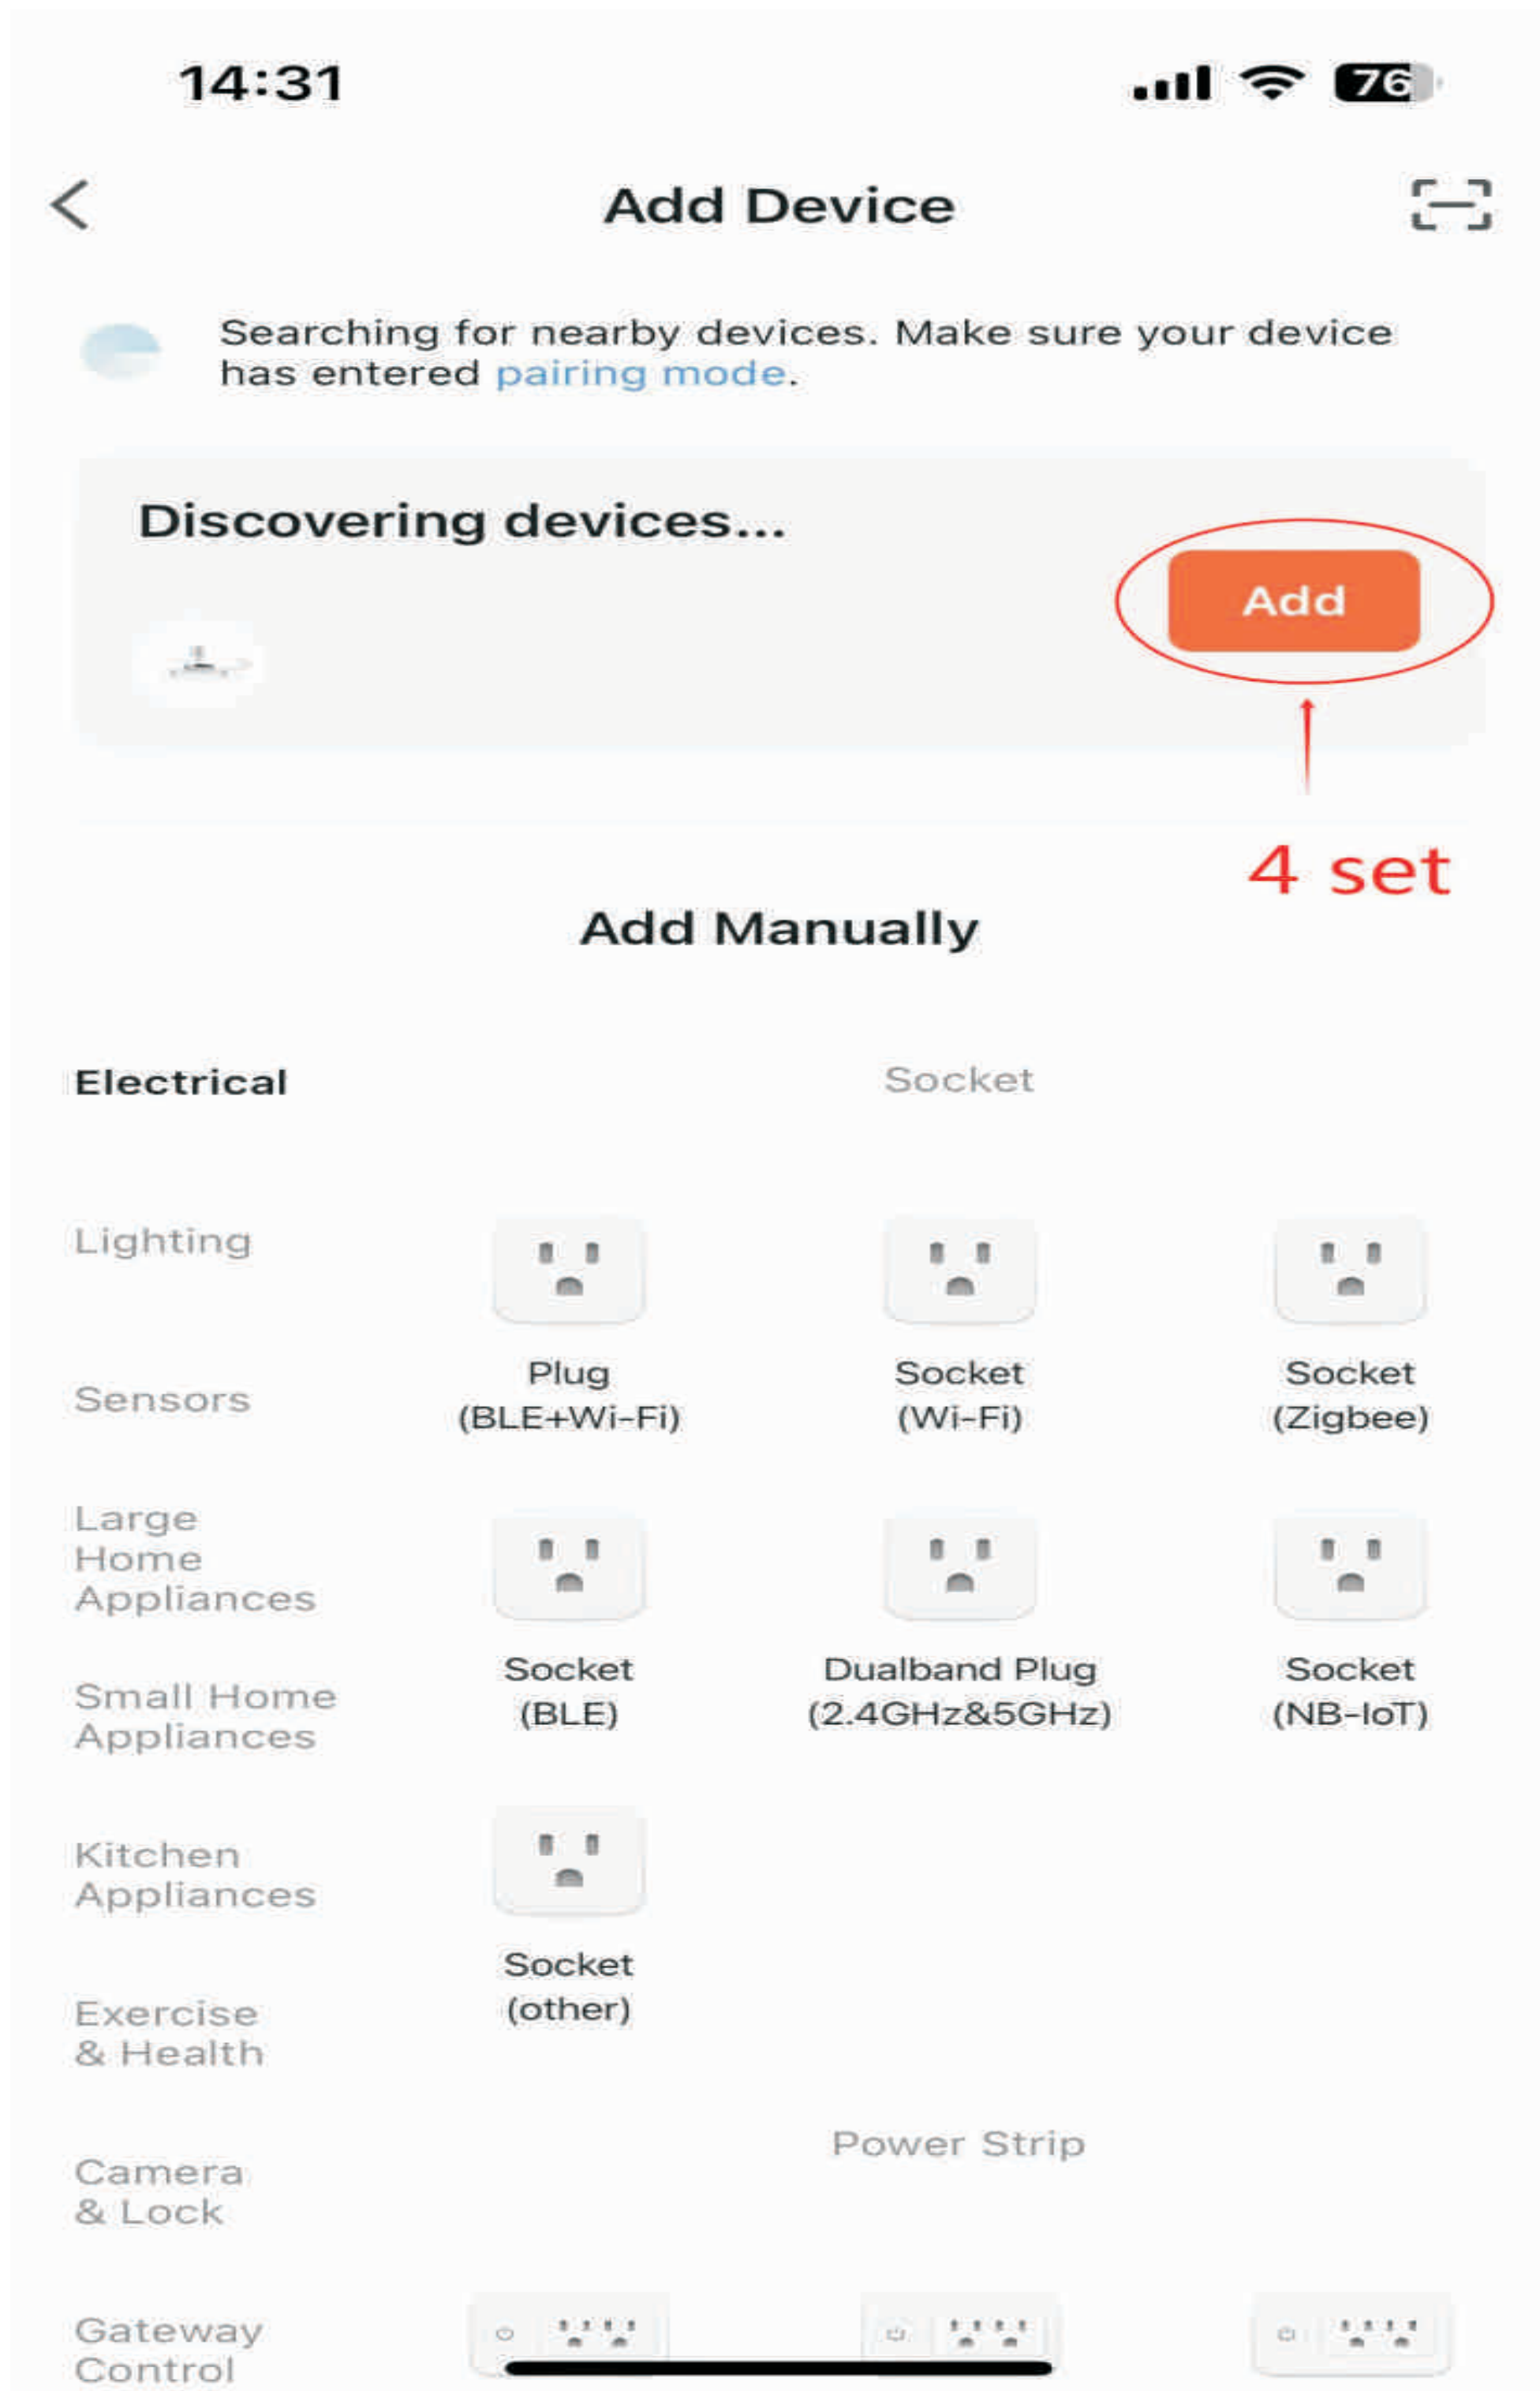 14:31
76
Add Device
Searching for nearby devices. Make sure your device
has entered pairing mode.
Discovering devices...
Add
4 set
Add Manually
Electrical
Socket
Lighting
Sensors
Plug
(BLE+Wi-Fi)
Socket
(Wi-Fi)
Socket
(Zigbee)
Large
Home
Appliances
Small Home
Appliances
Socket
(BLE)
Dualband Plug
(2.4GHz&5GHz)
Socket
(NB-IoT)
Kitchen
Appliances
Socket
(other)
Exercise
& Health
Power Strip
Camera
& Lock
Gateway
Control